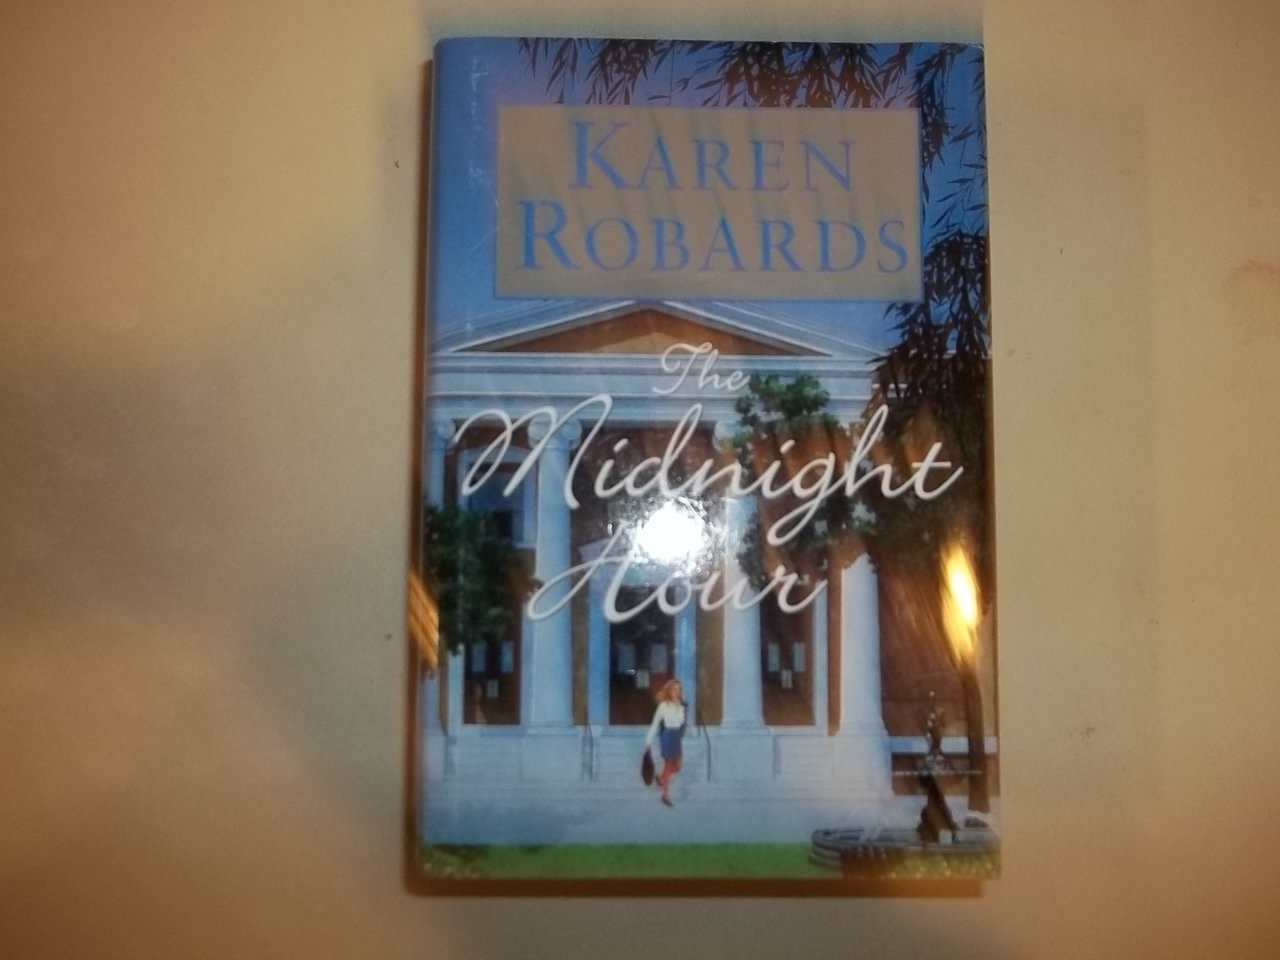 KAREN
ROBARDS
The
Midnight
Hour